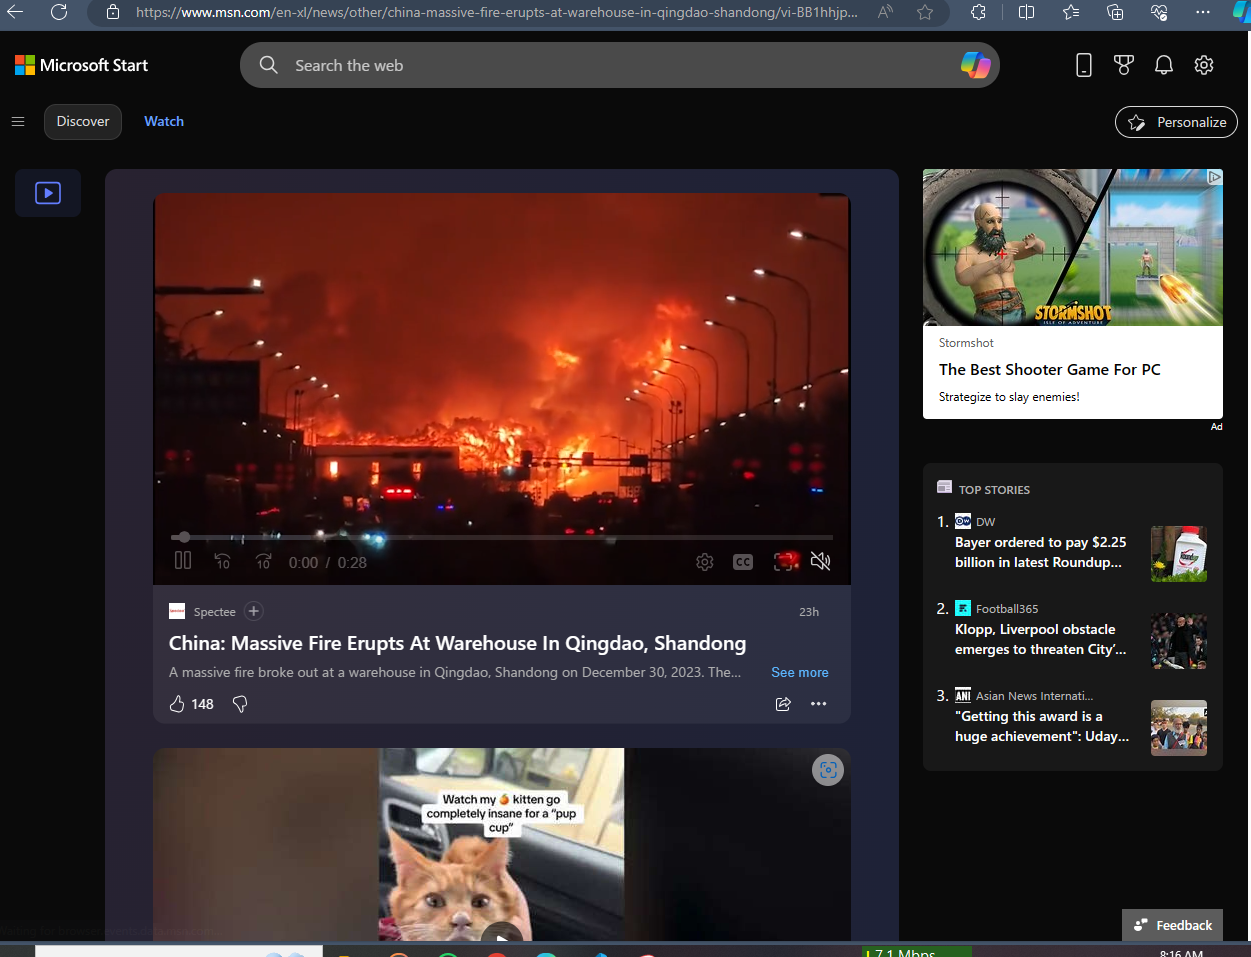 https://www.msn.com/en-xl/news/other/china-massive-fire-erupts-at-warehouse-in-qingdao-shandong/vi-BB1hhjp...
Microsoft Start
Search the web
Discover
Watch
Personalize
STORMSHOT
ISLE OF ADVENTURE
Stormshot
The Best Shooter Game For PC
Strategize to slay enemies!
Ad
10
10
0:00 / 0:28
CC
Spectee
23h
China: Massive Fire Erupts At Warehouse In Qingdao, Shandong
A massive fire broke out at a warehouse in Qingdao, Shandong on December 30, 2023. The...
See more
148
TOP STORIES
1. DW
Bayer ordered to pay $2.25
billion in latest Roundup...
2. Football365
Klopp, Liverpool obstacle
emerges to threaten City'...
3. ANI Asian News Internati...
"Getting this award is a
huge achievement": Uday...
Watch my 🍊 kitten go
completely insane for a "pup
cup"
Feedback
7.1 Mbps
8:16 AM